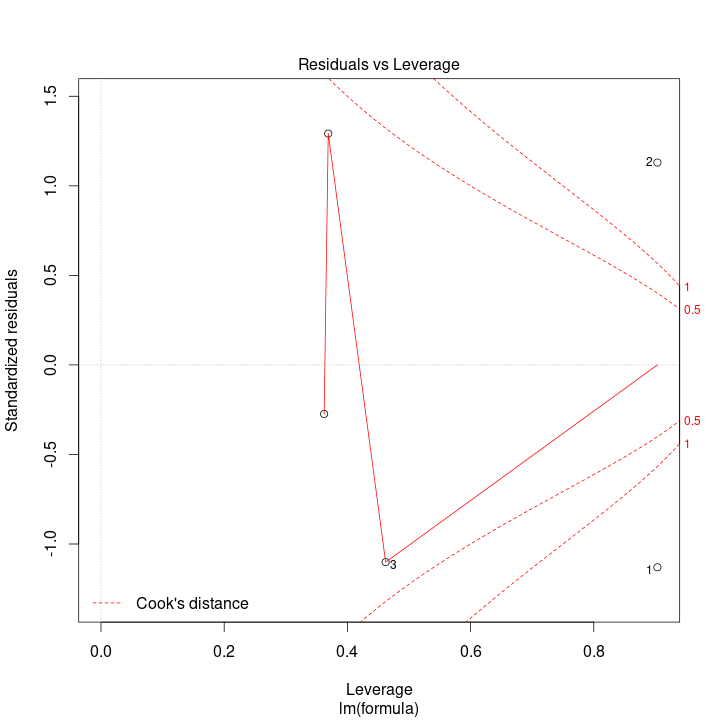 Residuals vs Leverage
1.5
1.0
0.5
0.0
-0.5
-1.0
Standardized residuals
2
1
0.5
0.5
1
3
1
Cook's distance
0.0 0.2 0.4 0.6 0.8
Leverage
lm(formula)